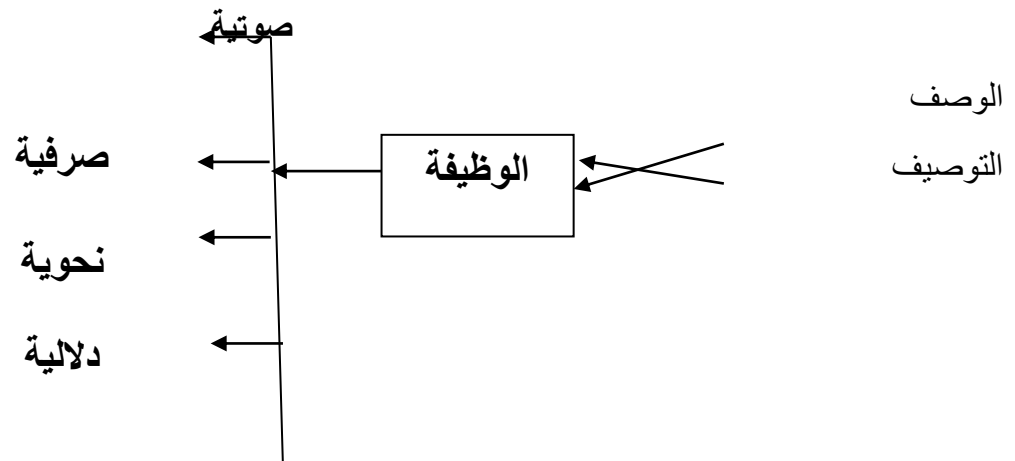 صوتية
الوصف
التوصيف
الوظيفة
صرفية
نحوية
دلالية